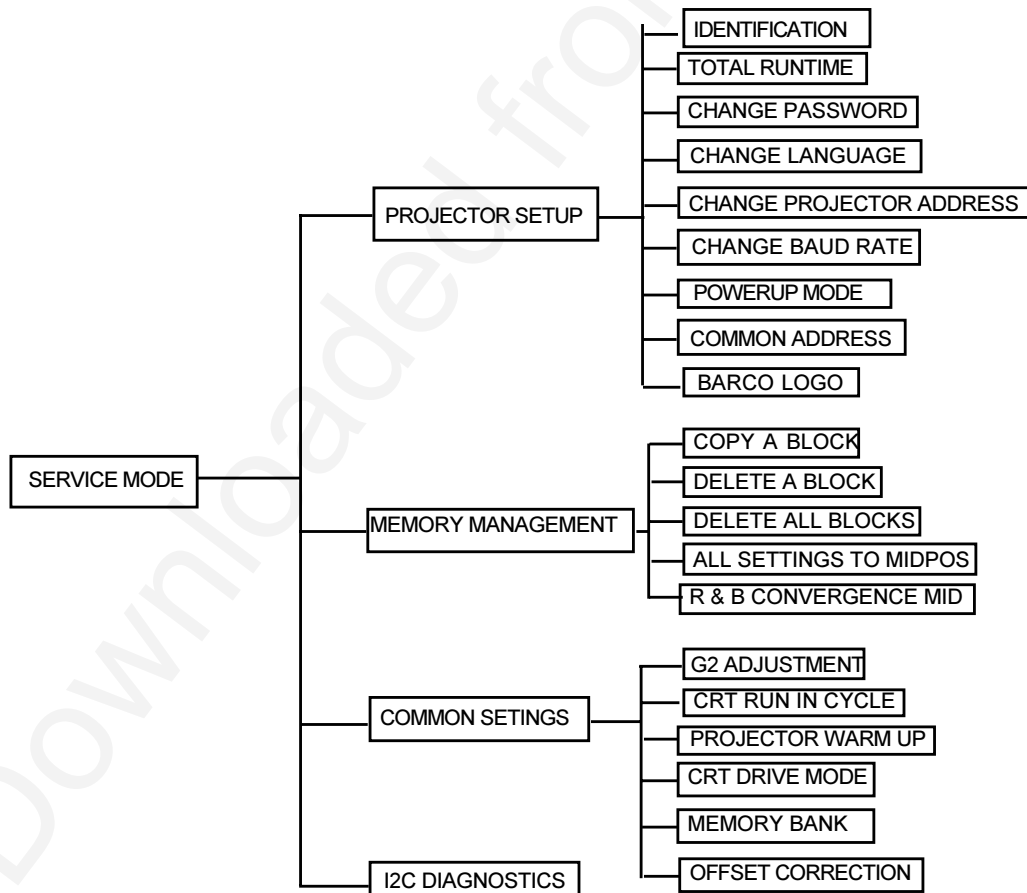 IDENTIFICATION
TOTAL RUNTIME
CHANGE PASSWORD
CHANGE LANGUAGE
PROJECTOR SETUP
CHANGE PROJECTOR ADDRESS
CHANGE BAUD RATE
POWERUP MODE
COMMON ADDRESS
BARCO LOGO
SERVICE MODE
COPY A BLOCK
DELETE A BLOCK
MEMORY MANAGEMENT
DELETE ALL BLOCKS
ALL SETTINGS TO MIDPOS
R & B CONVERGENCE MID
G2 ADJUSTMENT
CRT RUN IN CYCLE
COMMON SETINGS
PROJECTOR WARM UP
CRT DRIVE MODE
MEMORY BANK
OFFSET CORRECTION
I2C DIAGNOSTICS
Downloaded fro